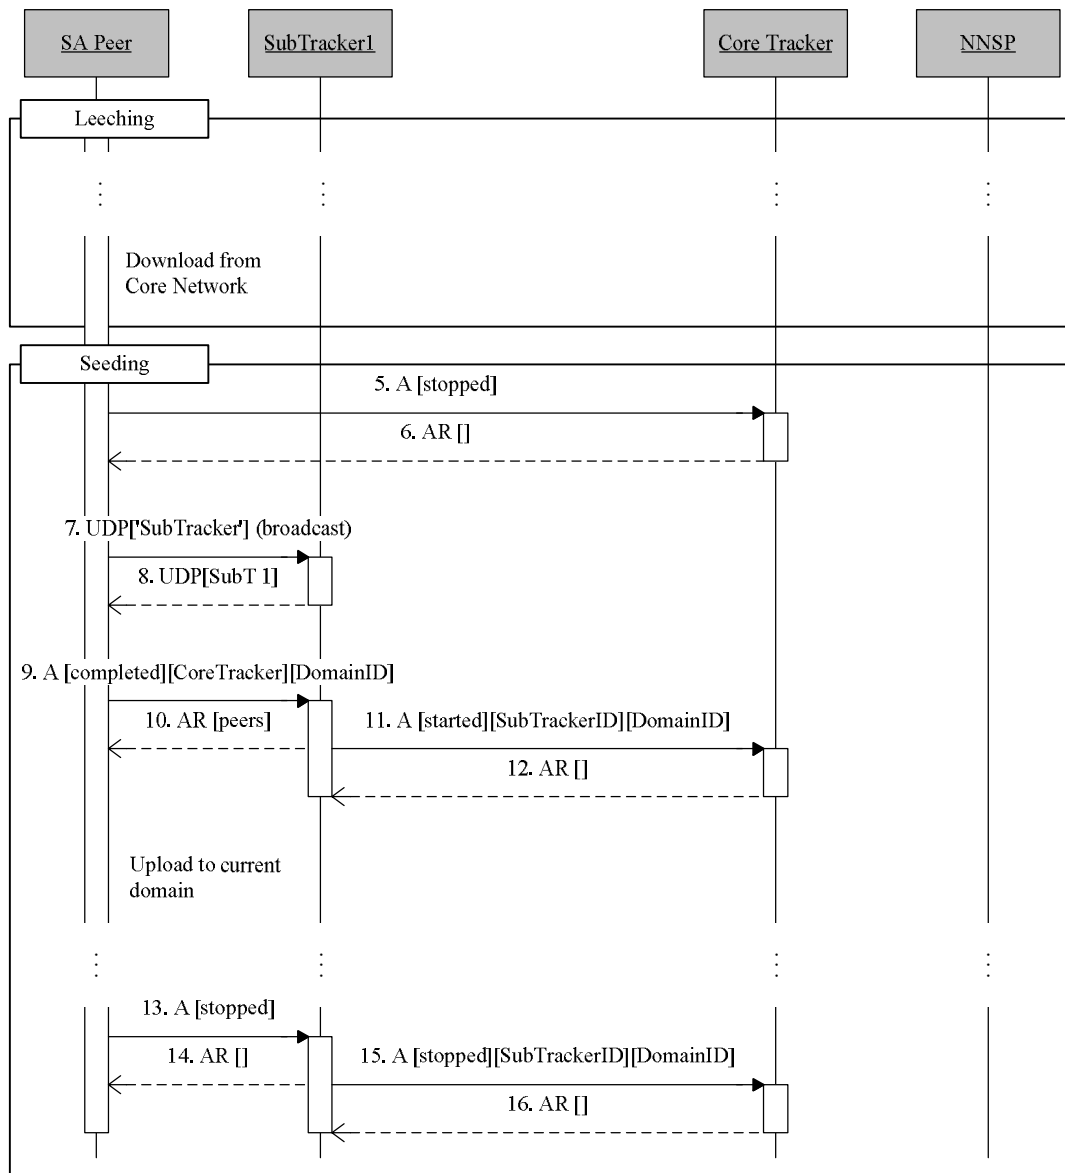 SA Peer
SubTracker1
Core Tracker
NNSP
Leeching
Download from
Core Network
Seeding
5. A [stopped]
6. AR []
7. UDP['SubTracker'] (broadcast)
8. UDP[SubT 1]
9. A [completed][CoreTracker][DomainID]
10. AR [peers]
11. A [started][SubTrackerID][DomainID]
12. AR []
Upload to current
domain
13. A [stopped]
14. AR []
15. A [stopped][SubTrackerID][DomainID]
16. AR []